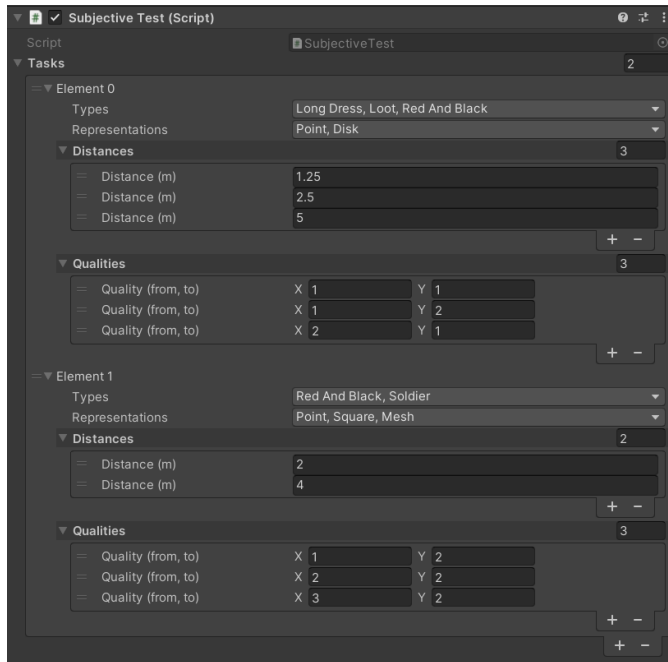 # Subjective Test (Script)
Script # SubjectiveTest
Tasks 2
Element 0
Types Long Dress, Loot, Red And Black
Representations Point, Disk
Distances 3
Distance (m) 1.25
Distance (m) 2.5
Distance (m) 5
+ -
Qualities 3
Quality (from, to) X 1 Y 1
Quality (from, to) X 1 Y 2
Quality (from, to) X 2 Y 1
+ -
Element 1
Types Red And Black, Soldier
Representations Point, Square, Mesh
Distances 2
Distance (m) 2
Distance (m) 4
+ -
Qualities 3
Quality (from, to) X 1 Y 2
Quality (from, to) X 2 Y 2
Quality (from, to) X 3 Y 2
+ -
+ -